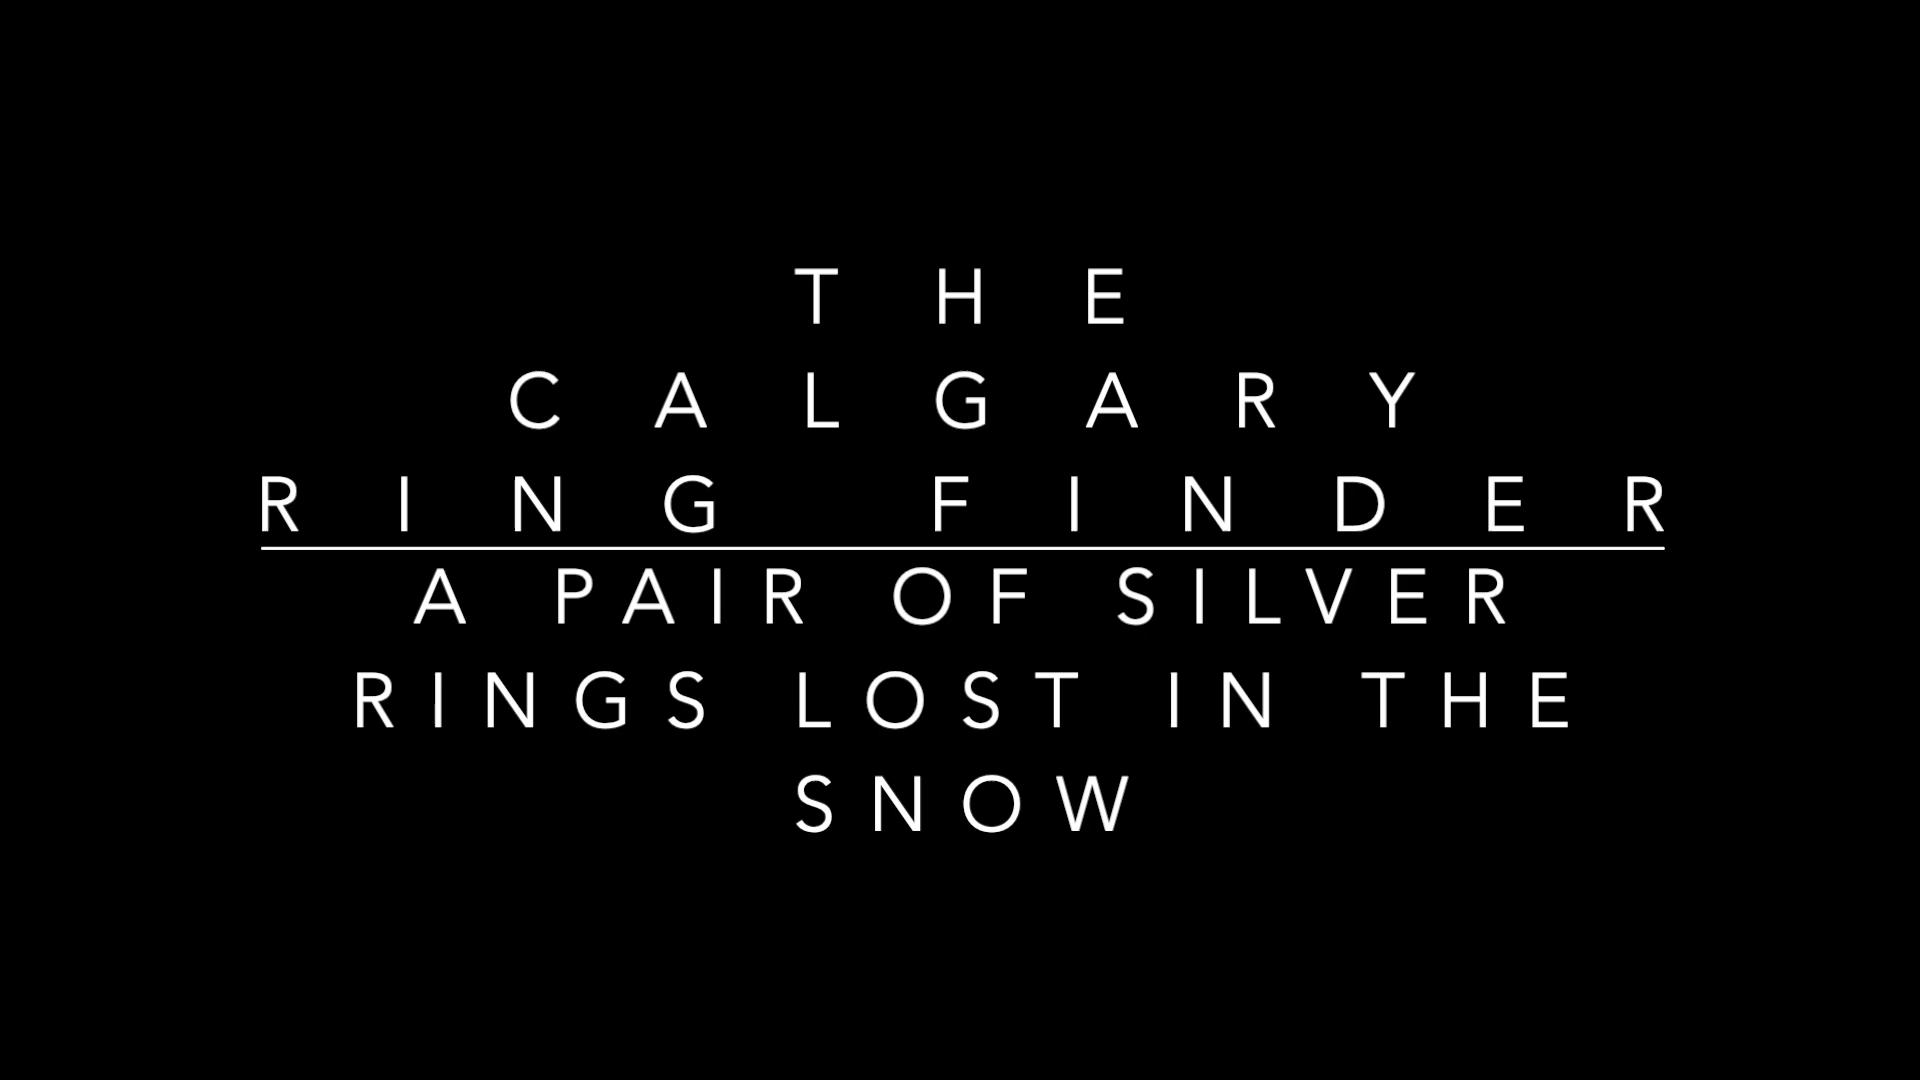 THE
CALGARY
RING FINDER
A PAIR OF SILVER
RINGS LOST IN THE
SNOW